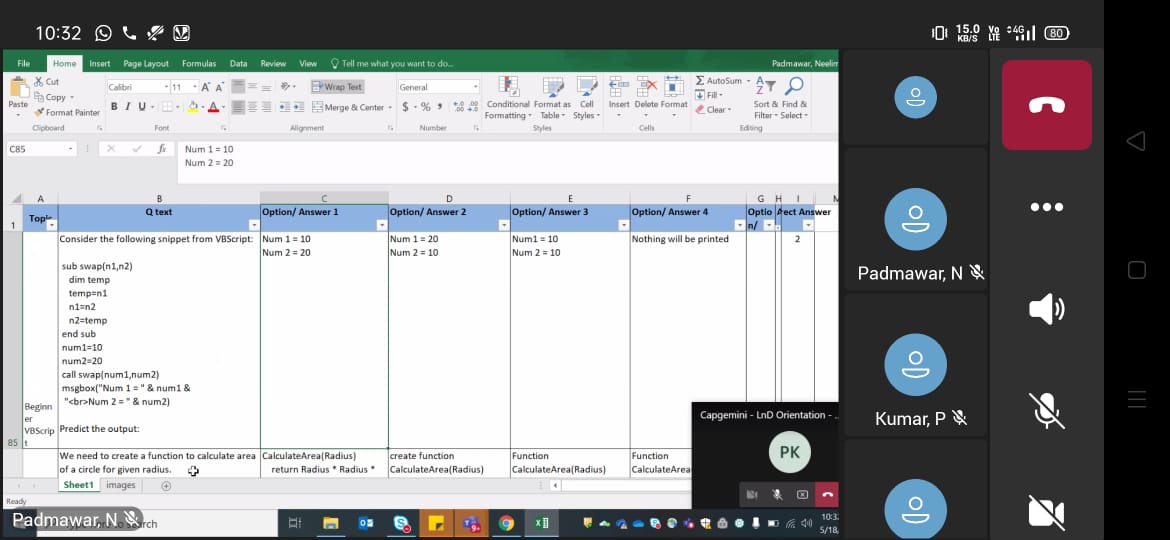 10:32
15.0
KB/S
Vo
LTE
4G
80
File Home Insert Page Layout Formulas Data Review View Tell me what you want to do...
Padmawar, Neelim
Paste
Cut
Copy
Format Painter
Calibri 11
B I U
Wrap Text
Merge & Center
General
$ % ,
Conditional Formatting
Format as Table
Cell Styles
Insert Delete Format
AutoSum
Fill
Clear
Sort & Filter
Find & Select
Clipboard Font Alignment Number Styles Cells Editing
C85
fx
Num 1 = 10
Num 2 = 20
A B C D E F G H I M
1
Topic
Q text
Option/ Answer 1
Option/ Answer 2
Option/ Answer 3
Option/ Answer 4
Optio
n/
rect Answer
Consider the following snippet from VBScript:
sub swap(n1,n2)
dim temp
temp=n1
n1=n2
n2=temp
end sub
num1=10
num2=20
call swap(num1,num2)
msgbox("Num 1 = " & num1 &
"<br>Num 2 = " & num2)
Predict the output:
Num 1 = 10
Num 2 = 20
Num 1 = 20
Num 2 = 10
Num1 = 10
Num 2 = 10
Nothing will be printed
2
Beginn
er
VBScrip
t
85
We need to create a function to calculate area
of a circle for given radius.
CalculateArea(Radius)
return Radius * Radius *
create function
CalculateArea(Radius)
Function
CalculateArea(Radius)
Function
CalculateArea
Sheet1 images
Ready
Capgemini - LnD Orientation - ..
PK
Padmawar, N
to search
9+
10:3
5/18/
Padmawar, N
Kumar, P